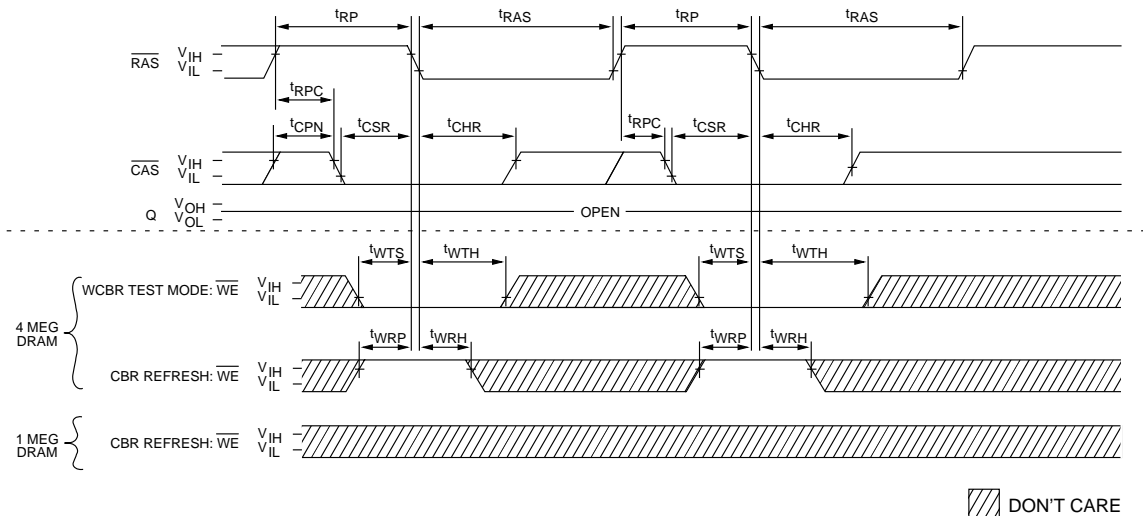 tRP tRAS tRP tRAS
RAS VIH
VIL
tRPC tRPC
tCPN tCSR tCHR tCSR tCHR
CAS VIH
VIL
Q VOH
VOL
OPEN
tWTS tWTH tWTS tWTH
4 MEG
DRAM
WCBR TEST MODE: WE VIH
VIL
tWRP tWRH tWRP tWRH
CBR REFRESH: WE VIH
VIL
1 MEG
DRAM
CBR REFRESH: WE VIH
VIL
DON'T CARE